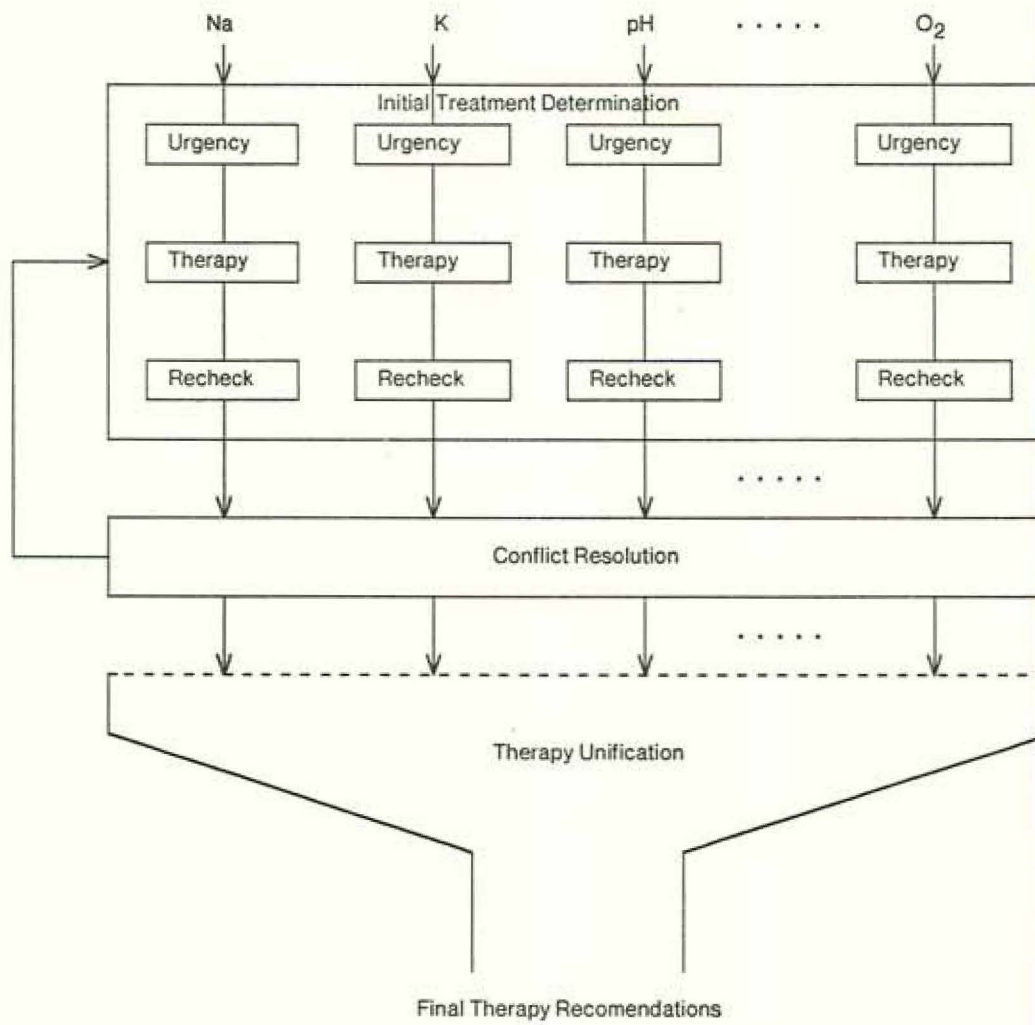 Na K pH . . . . . O2
Initial Treatment Determination
Urgency Urgency Urgency Urgency
Therapy Therapy Therapy Therapy
Recheck Recheck Recheck Recheck
. . . . .
Conflict Resolution
. . . . .
Therapy Unification
Final Therapy Recomendations